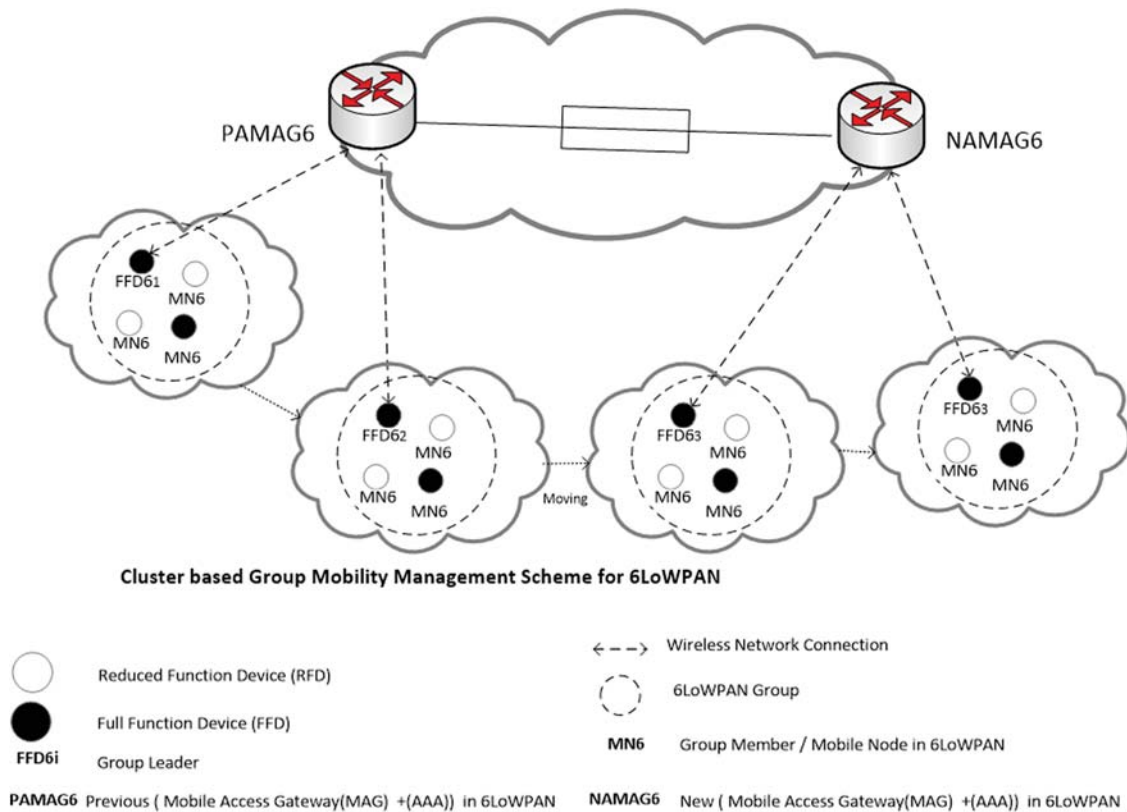 PAMAG6
NAMAG6
FFD61
MN6
MN6
MN6
FFD62
MN6
MN6
MN6
Moving
FFD63
MN6
MN6
MN6
FFD63
MN6
MN6
MN6
Cluster based Group Mobility Management Scheme for 6LoWPAN
Reduced Function Device (RFD)
Full Function Device (FFD)
FFD6i Group Leader
PAMAG6 Previous ( Mobile Access Gateway(MAG) +(AAA)) in 6LoWPAN
Wireless Network Connection
6LoWPAN Group
MN6 Group Member / Mobile Node in 6LoWPAN
NAMAG6 New ( Mobile Access Gateway(MAG) +(AAA)) in 6LoWPAN